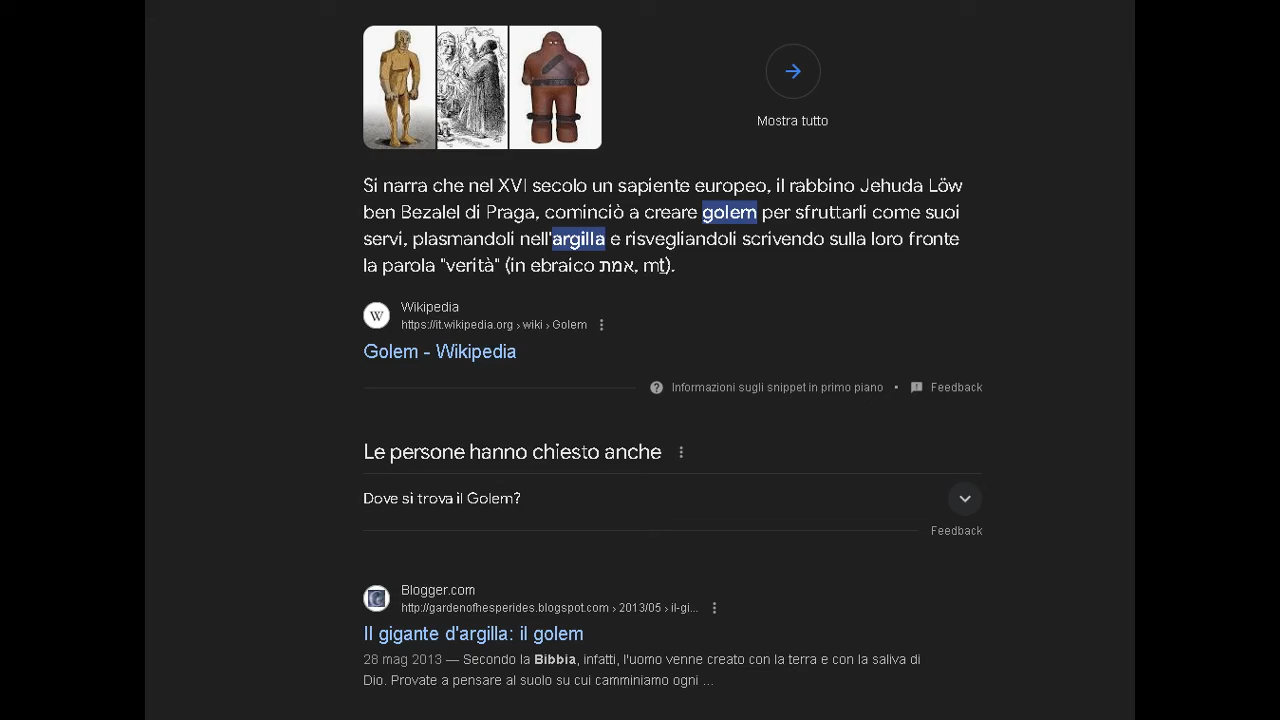 Mostra tutto
Si narra che nel XVI secolo un sapiente europeo, il rabbino Jehuda Löw
ben Bezalel di Praga, cominciò a creare golem per sfruttarli come suoi
servi, plasmandoli nell'argilla e risvegliandoli scrivendo sulla loro fronte
la parola "verità" (in ebraico אמת, mṯ).
W
Wikipedia
https://it.wikipedia.org › wiki › Golem
Golem - Wikipedia
Informazioni sugli snippet in primo piano • Feedback
Le persone hanno chiesto anche
Dove si trova il Golem?
Feedback
Blogger.com
http://gardenofhesperides.blogspot.com › 2013/05 › il-gi...
Il gigante d'argilla: il golem
28 mag 2013 — Secondo la Bibbia, infatti, l'uomo venne creato con la terra e con la saliva di
Dio. Provate a pensare al suolo su cui camminiamo ogni ...